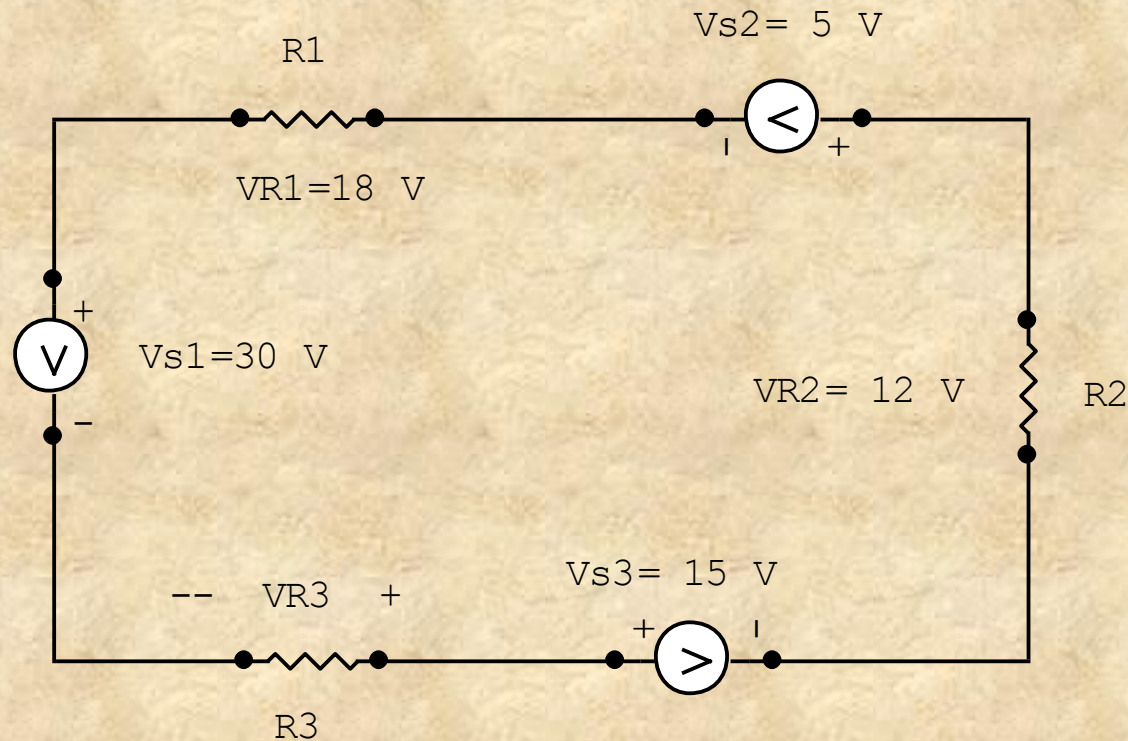 Vs2= 5 V
R1
- +
VR1=18 V
+
V
Vs1=30 V
-
VR2= 12 V
R2
Vs3= 15 V
-- VR3 +
+ -
V
R3